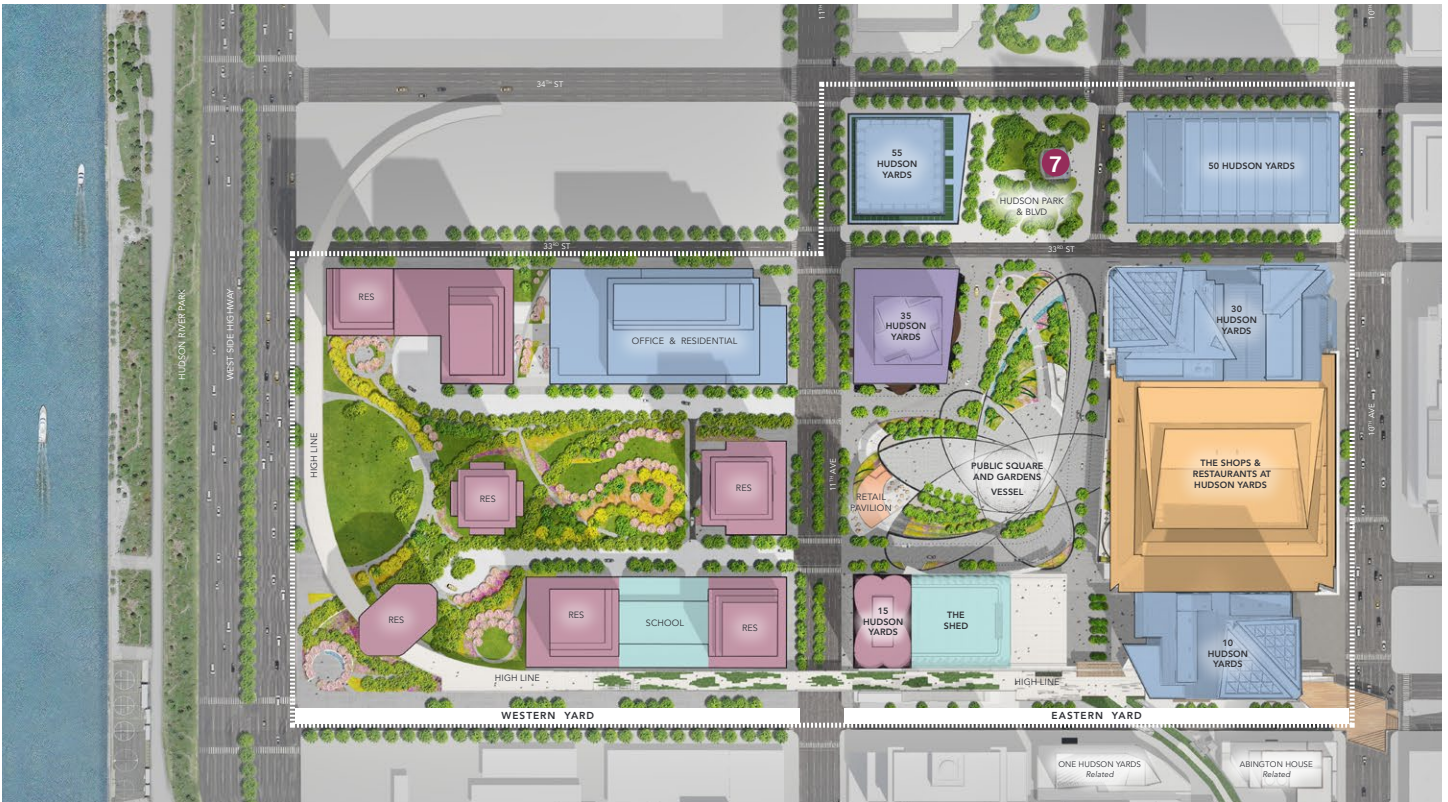 11TH AVE
10TH AVE
34TH ST
55
HUDSON
YARDS
7
HUDSON PARK
& BLVD
50 HUDSON YARDS
33RD ST
33RD ST
HUDSON RIVER PARK
WEST SIDE HIGHWAY
HIGH LINE
RES
OFFICE & RESIDENTIAL
35
HUDSON
YARDS
30
HUDSON
YARDS
RES
RES
11TH AVE
RETAIL
PAVILION
PUBLIC SQUARE
AND GARDENS
VESSEL
THE SHOPS &
RESTAURANTS AT
HUDSON YARDS
10TH AVE
RES
RES
SCHOOL
RES
15
HUDSON
YARDS
THE
SHED
10
HUDSON
YARDS
HIGH LINE
HIGH LINE
WESTERN YARD
EASTERN YARD
ONE HUDSON YARDS
Related
ABINGTON HOUSE
Related